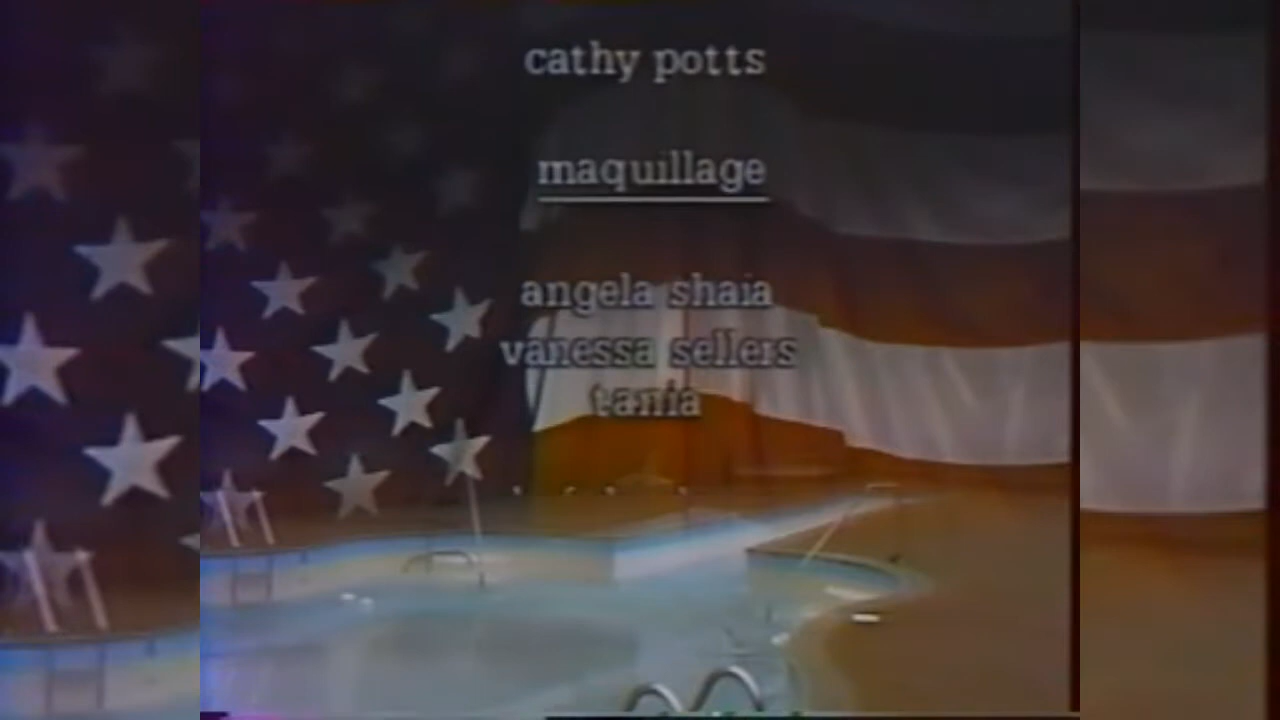 cathy potts
maquillage
angela shaia
vanessa sellers
tania